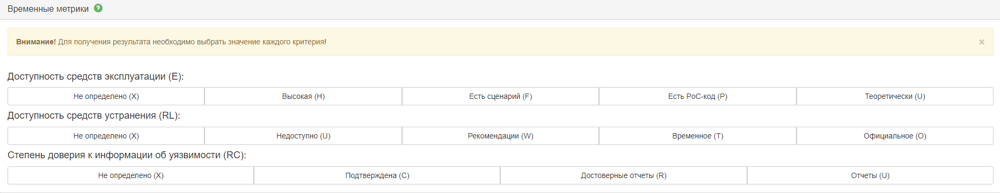 Временные метрики ?
Внимание! Для получения результата необходимо выбрать значение каждого критерия! ×
Доступность средств эксплуатации (E):
Не определено (X) Высокая (H) Есть сценарий (F) Есть PoC-код (P) Теоретически (U)
Доступность средств устранения (RL):
Не определено (X) Недоступно (U) Рекомендации (W) Временное (T) Официальное (O)
Степень доверия к информации об уязвимости (RC):
Не определено (X) Подтверждена (C) Достоверные отчеты (R) Отчеты (U)